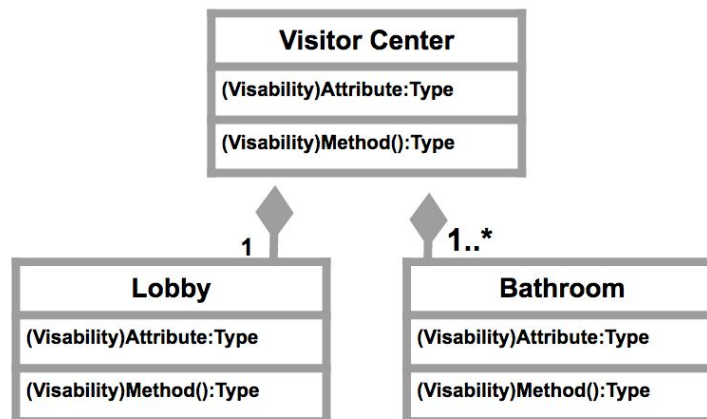 Visitor Center
(Visability)Attribute:Type
(Visability)Method():Type
1
1..*
Lobby
(Visability)Attribute:Type
(Visability)Method():Type
Bathroom
(Visability)Attribute:Type
(Visability)Method():Type